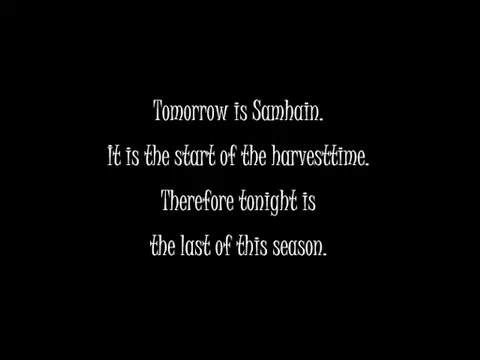 Tomorrow is Samhain.
It is the start of the harvesttime.
Therefore tonight is
the last of this season.